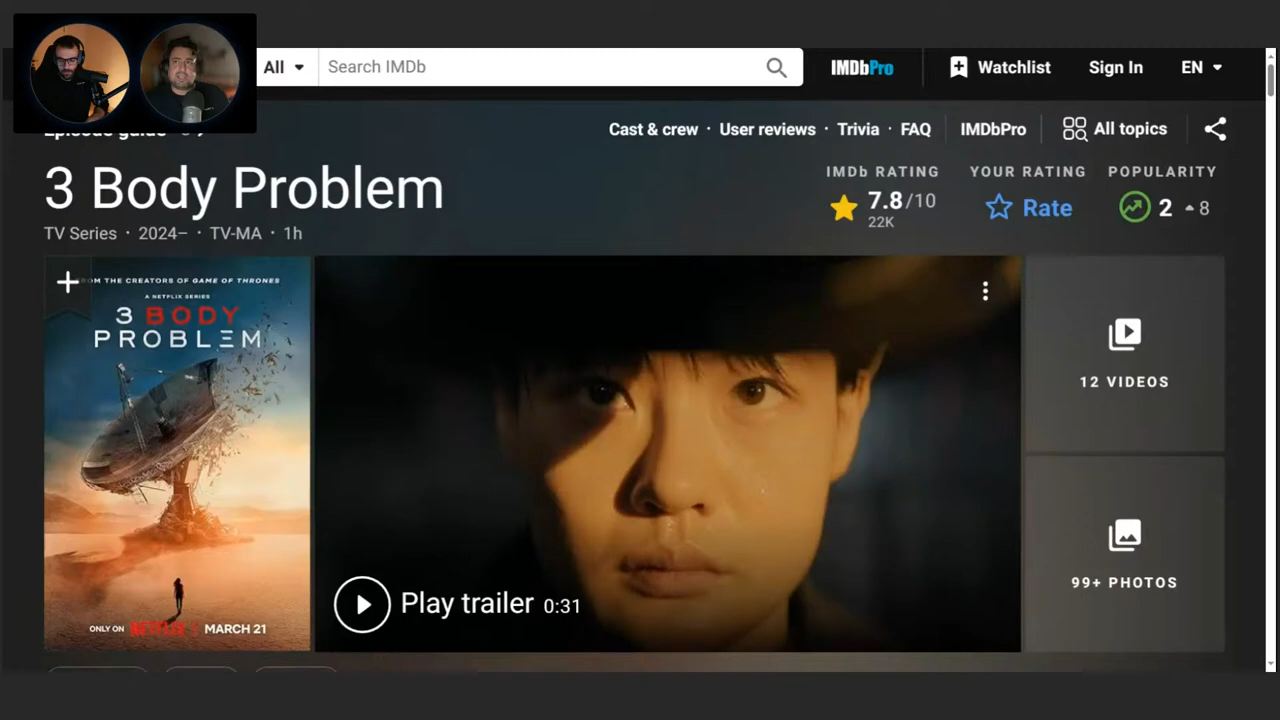 All
Search IMDb
IMDbPro
Watchlist
Sign In
EN
Episode guide
Cast & crew · User reviews · Trivia · FAQ
IMDbPro
All topics
3 Body Problem
IMDb RATING
YOUR RATING
POPULARITY
7.8/10
22K
Rate
2
8
TV Series · 2024– · TV-MA · 1h
FROM THE CREATORS OF GAME OF THRONES
A NETFLIX SERIES
3 BODY
PROBLEM
ONLY ON NETFLIX | MARCH 21
Play trailer 0:31
12 VIDEOS
99+ PHOTOS